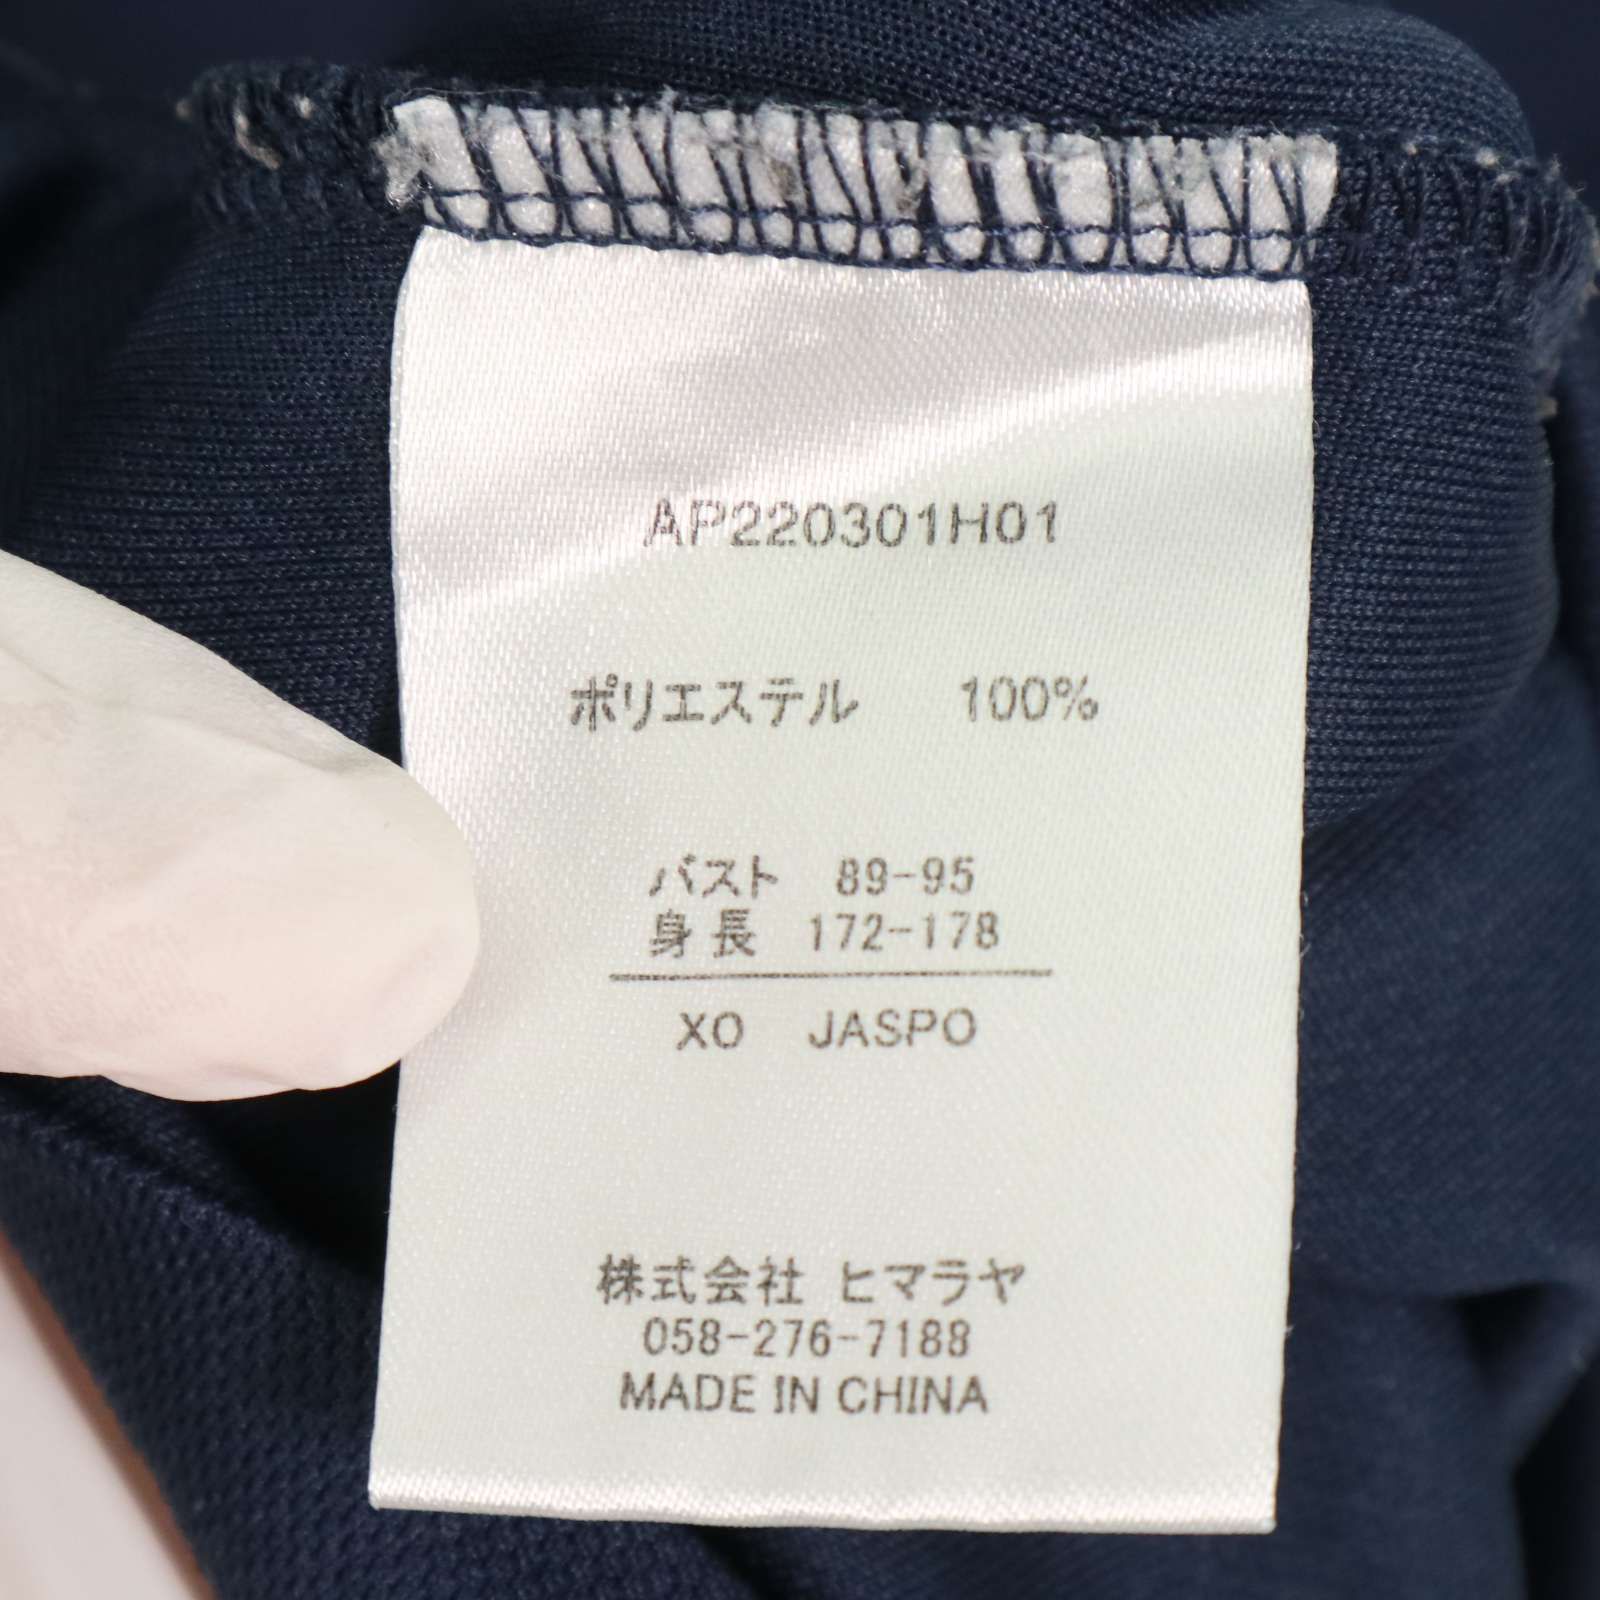 AP220301H01
ポリエステル 100%
バスト 89-95
身長 172-178
XO JASPO
株式会社 ヒマラヤ
058-276-7188
MADE IN CHINA